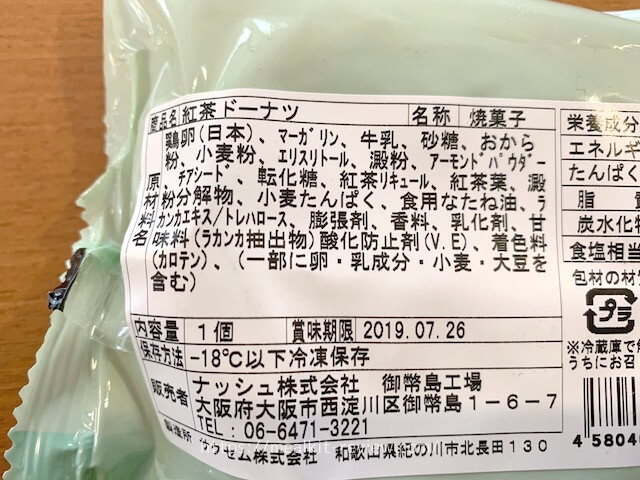 商品名 紅茶ドーナツ 名称 焼菓子
原材料名
鶏卵(日本)、マーガリン、牛乳、砂糖、おから
粉、小麦粉、エリスリトール、澱粉、アーモンドパウダー
チアシード、転化糖、紅茶リキュール、紅茶葉、澱
粉分解物、小麦たんぱく、食用なたね油、ラ
カンカエキス/トレハロース、膨張剤、香料、乳化剤、甘
味料(ラカンカ抽出物)酸化防止剤(V.E)、着色料
(カロテン)、(一部に卵・乳成分・小麦・大豆を
含む)
内容量 1個 賞味期限 2019.07.26
保存方法 -18℃以下冷凍保存
販売者 ナッシュ株式会社 御幣島工場
大阪府大阪市西淀川区御幣島1-6-7
TEL:06-6471-3221
製造所 株式会社 和歌山県紀の川市北長田130
栄養成分
エネルギ
たんぱく
脂
炭水化物
食塩相当
包材の材
プラ
※冷蔵庫で
うちにお召
4 5804